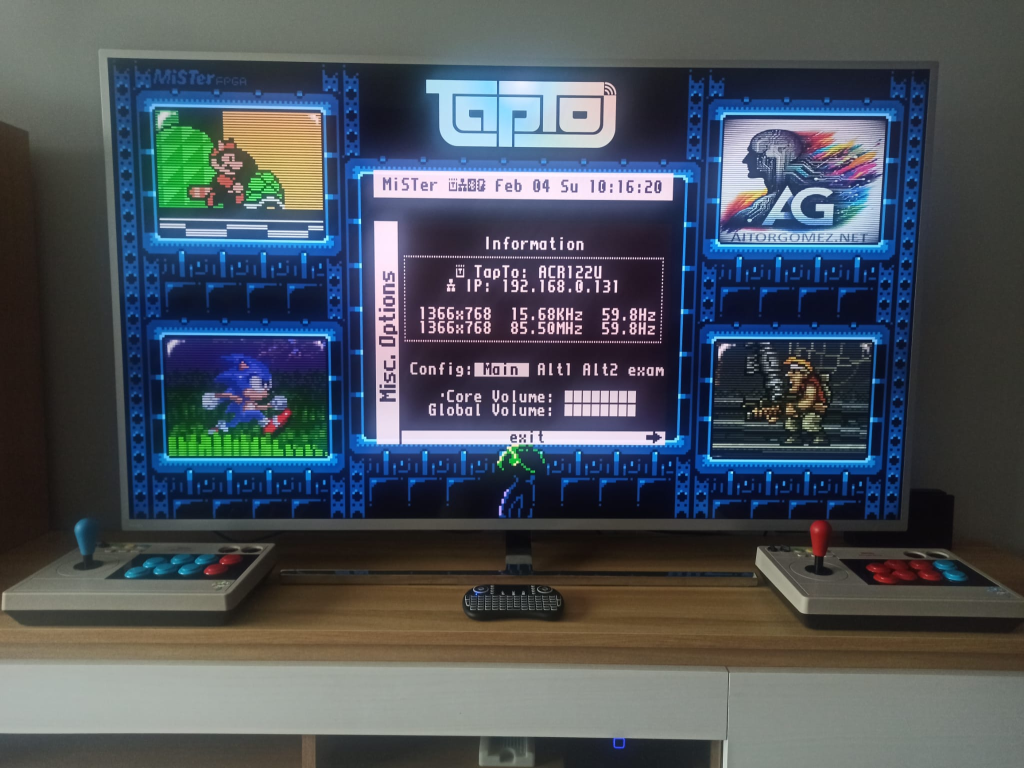 MiSTer FPGA
TapTo
MiSTer Feb 04 Su 10:16:20
AG
AITORGOMEZ.NET
Misc. Options
Information
TapTo: ACR122U
IP: 192.168.0.131
1366x768 15.68KHz 59.8Hz
1366x768 85.50MHz 59.8Hz
Config: Main Alt1 Alt2 exam
·Core Volume:
Global Volume:
exit